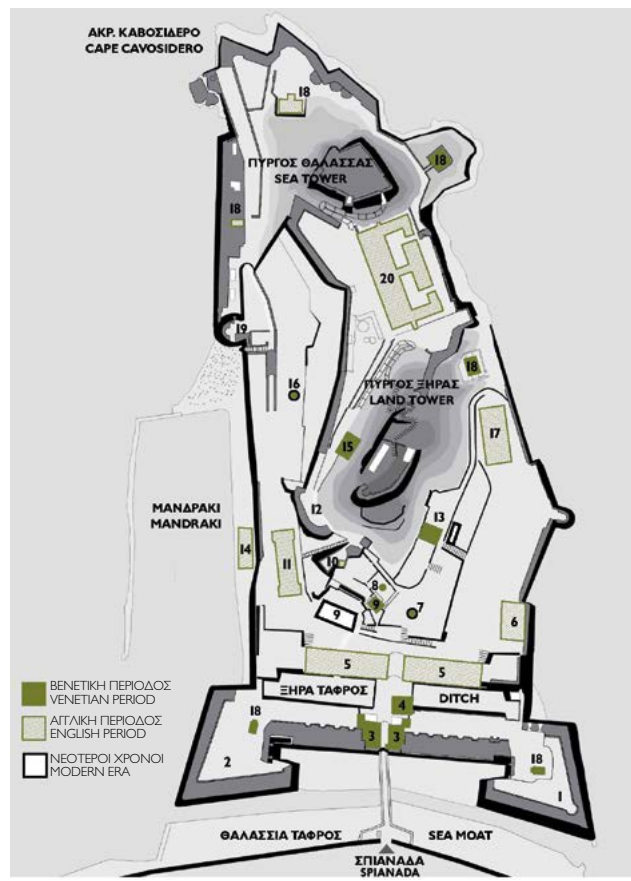 ΑΚΡ. ΚΑΒΟΣΙΔΕΡΟ
CAPE CAVOSIDERO
18
ΠΥΡΓΟΣ ΘΑΛΑΣΣΑΣ
SEA TOWER
18
18
20
19
16
18
ΠΥΡΓΟΣ ΞΗΡΑΣ
LAND TOWER
17
15
ΜΑΝΔΡΑΚΙ
MANDRAKI
12
13
14
11
10
8
9
9
7
6
5
5
ΒΕΝΕΤΙΚΗ ΠΕΡΙΟΔΟΣ
VENETIAN PERIOD
ΑΓΓΛΙΚΗ ΠΕΡΙΟΔΟΣ
ENGLISH PERIOD
ΝΕΟΤΕΡΟΙ ΧΡΟΝΟΙ
MODERN ERA
ΞΗΡΑ ΤΑΦΡΟΣ
DITCH
4
18
3
3
2
18
1
ΘΑΛΑΣΣΙΑ ΤΑΦΡΟΣ
SEA MOAT
ΣΠΙΑΝΑΔΑ
SPIANADA